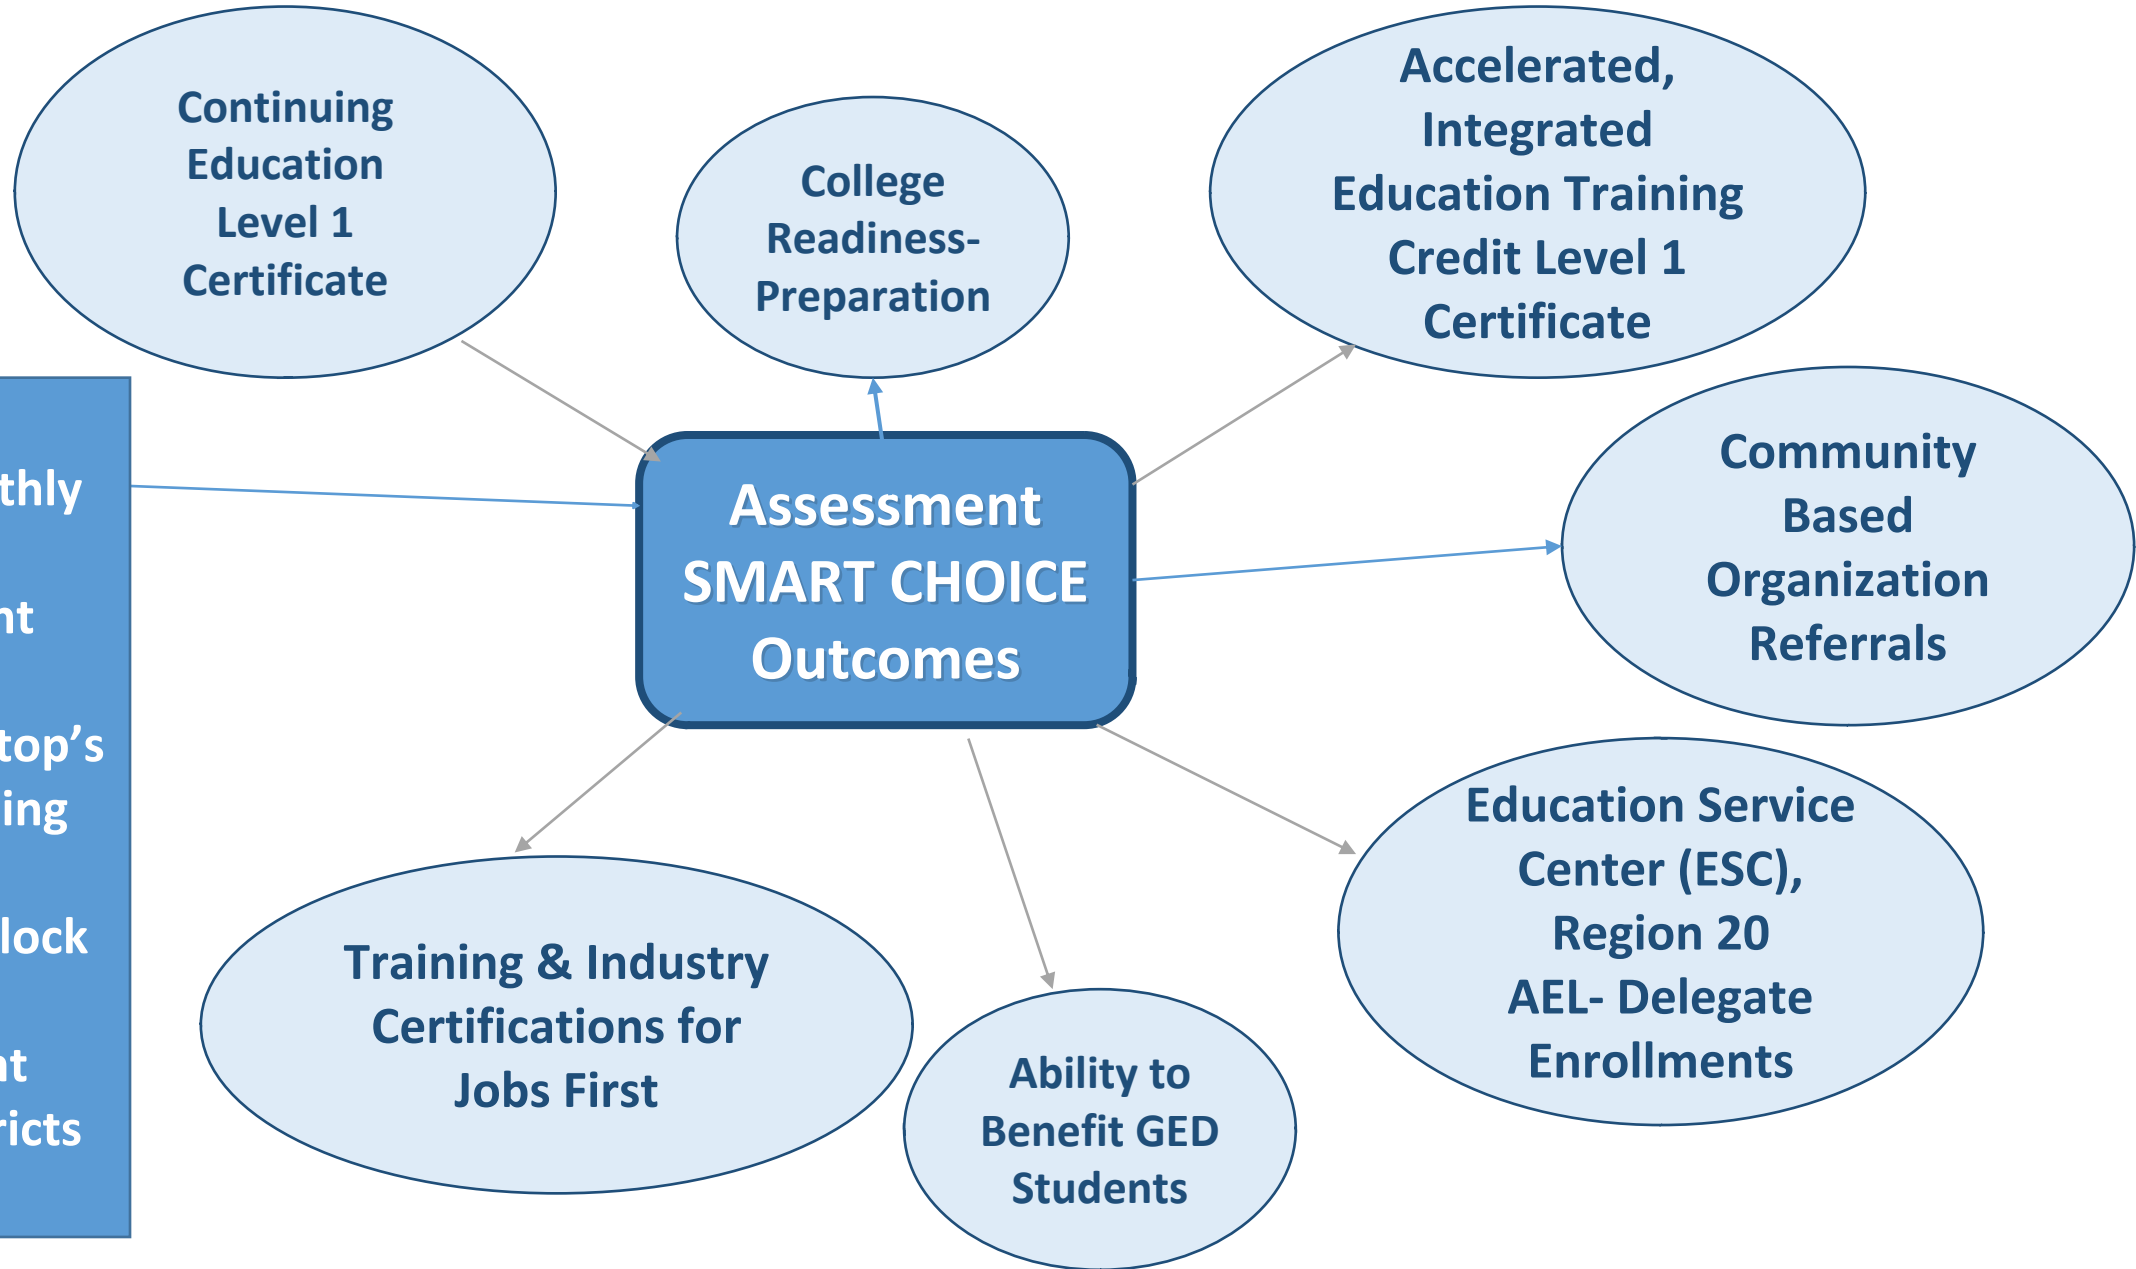 Continuing
Education
Level 1
Certificate
College
Readiness-
Preparation
Accelerated,
Integrated
Education Training
Credit Level 1
Certificate
Community
Based
Organization
Referrals
Assessment
SMART CHOICE
Outcomes
Education Service
Center (ESC),
Region 20
AEL- Delegate
Enrollments
Training & Industry
Certifications for
Jobs First
Ability to
Benefit GED
Students
thly
nt
top’s
ing
lock
nt
ricts